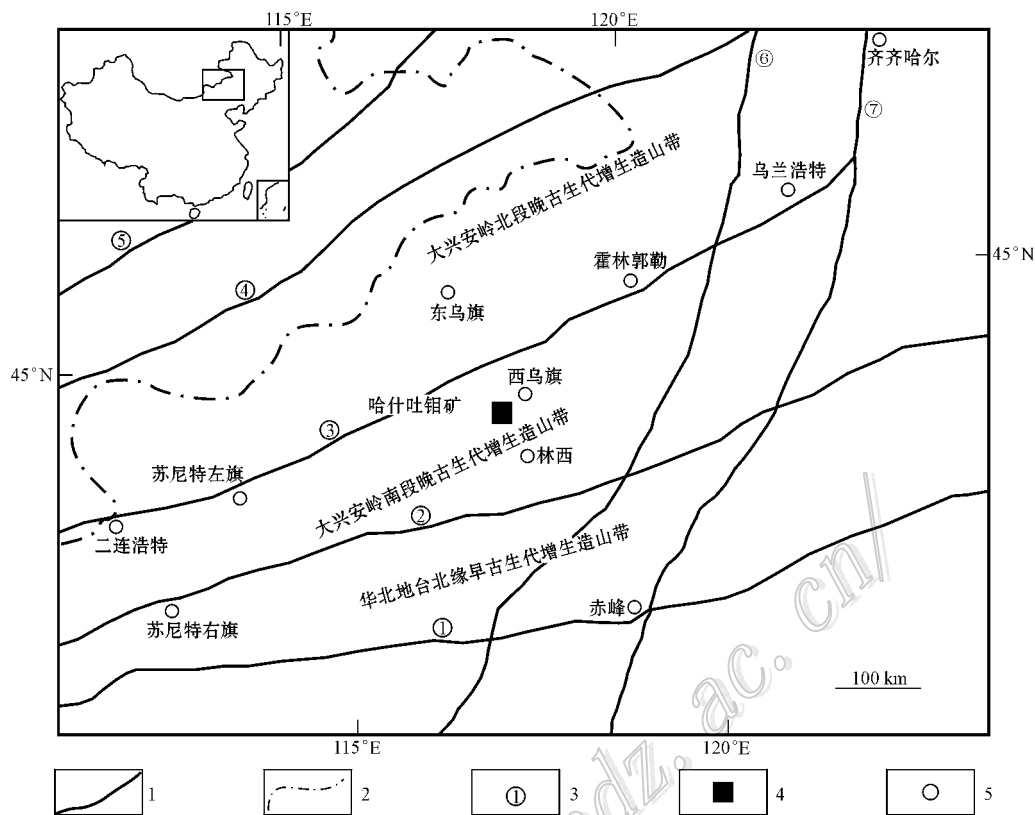 115°E
120°E
⑥
齐齐哈尔
⑦
乌兰浩特
大兴安岭北段晚古生代增生造山带
⑤
霍林郭勒
45°N
④
东乌旗
45°N
西乌旗
哈什吐钼矿
③
林西
苏尼特左旗
大兴安岭南段晚古生代增生造山带
②
二连浩特
华北地台北缘早古生代增生造山带
赤峰
苏尼特右旗
①
100 km
115°E
120°E
1
2
① 3
4
5